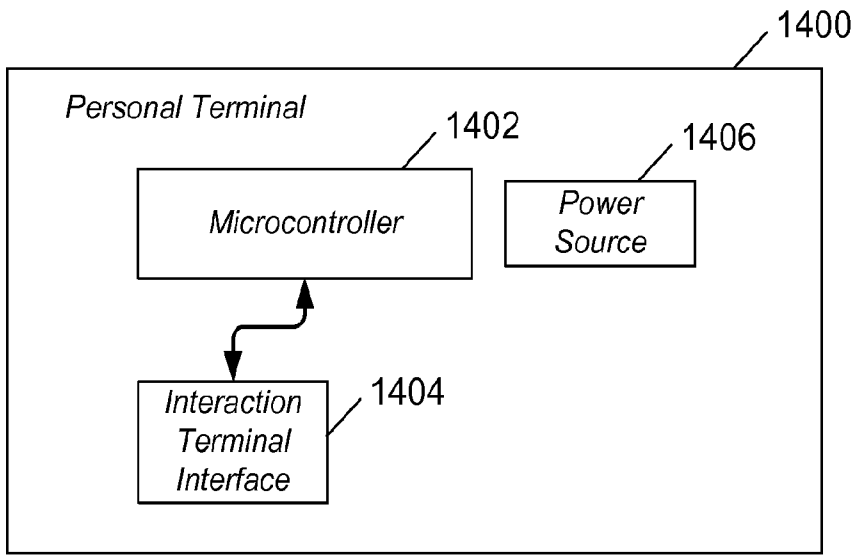 1400
Personal Terminal
1402
1406
Microcontroller
Power
Source
1404
Interaction
Terminal
Interface